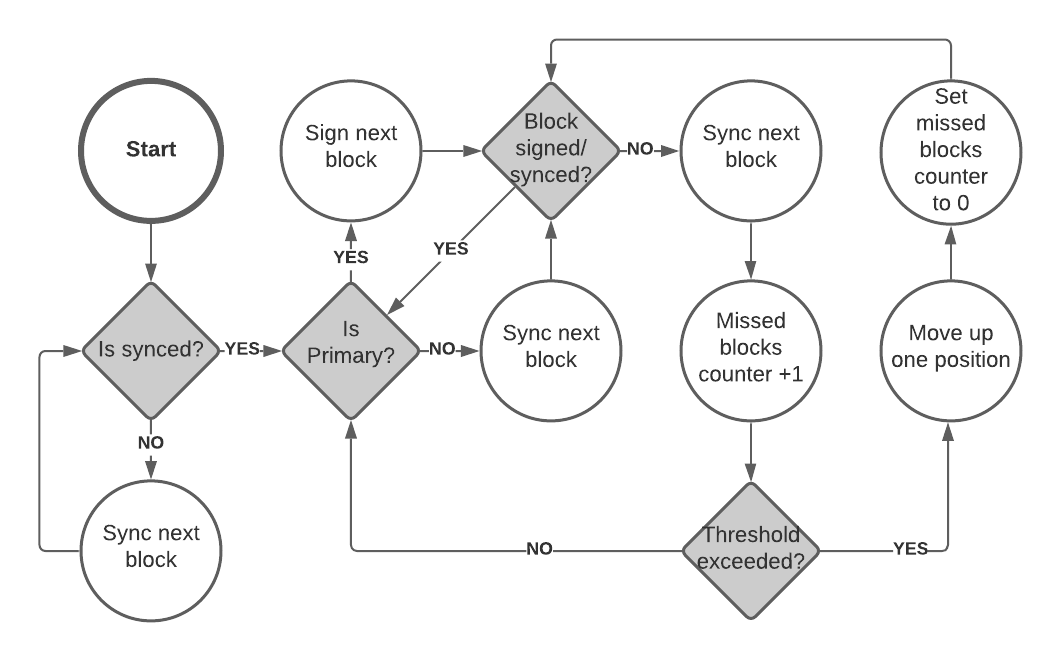 Start
Is synced?
YES
NO
Sync next
block
Sign next
block
YES
Is
Primary?
NO
Sync next
block
Block
signed/
synced?
YES
NO
Sync next
block
Missed
blocks
counter +1
Threshold
exceeded?
NO
YES
Move up
one position
Set
missed
blocks
counter
to 0